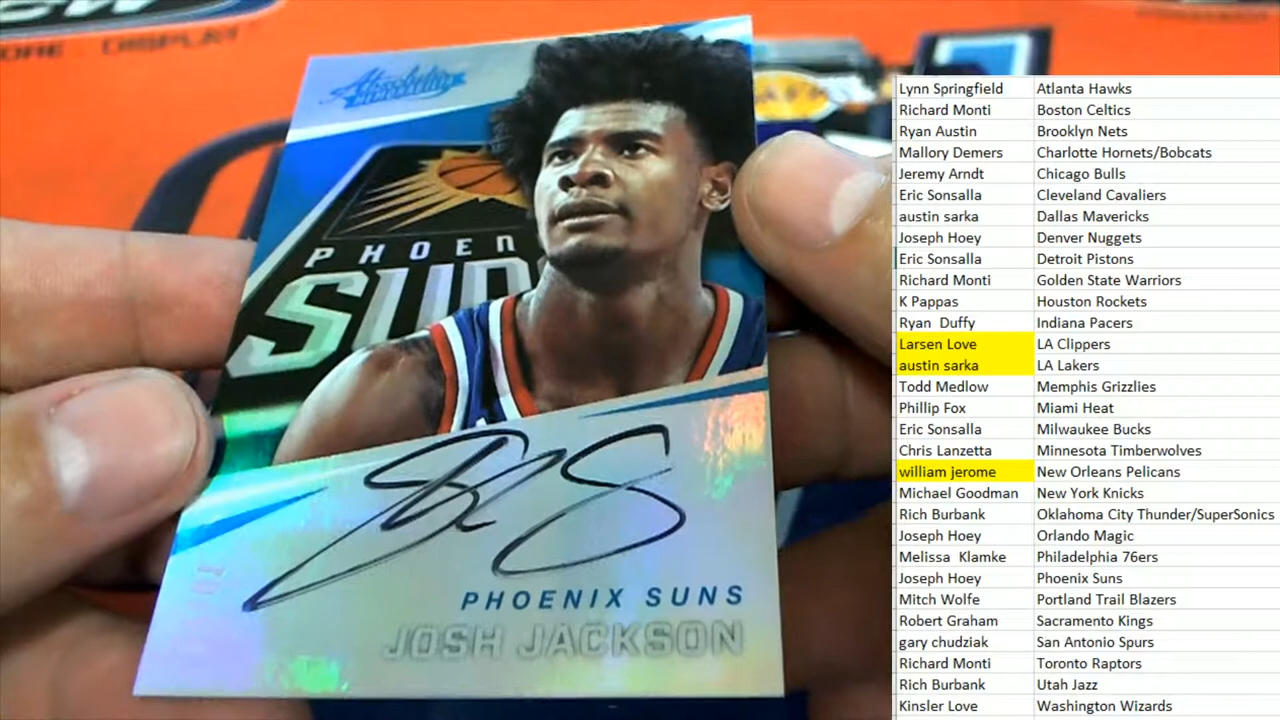 ORE DISPLAY
Absolute
MEMORABILIA
PHOEN
SUNS
PHOENIX SUNS
JOSH JACKSON
Lynn Springfield Atlanta Hawks
Richard Monti Boston Celtics
Ryan Austin Brooklyn Nets
Mallory Demers Charlotte Hornets/Bobcats
Jeremy Arndt Chicago Bulls
Eric Sonsalla Cleveland Cavaliers
austin sarka Dallas Mavericks
Joseph Hoey Denver Nuggets
Eric Sonsalla Detroit Pistons
Richard Monti Golden State Warriors
K Pappas Houston Rockets
Ryan Duffy Indiana Pacers
Larsen Love LA Clippers
austin sarka LA Lakers
Todd Medlow Memphis Grizzlies
Phillip Fox Miami Heat
Eric Sonsalla Milwaukee Bucks
Chris Lanzetta Minnesota Timberwolves
william jerome New Orleans Pelicans
Michael Goodman New York Knicks
Rich Burbank Oklahoma City Thunder/SuperSonics
Joseph Hoey Orlando Magic
Melissa Klamke Philadelphia 76ers
Joseph Hoey Phoenix Suns
Mitch Wolfe Portland Trail Blazers
Robert Graham Sacramento Kings
gary chudziak San Antonio Spurs
Richard Monti Toronto Raptors
Rich Burbank Utah Jazz
Kinsler Love Washington Wizards